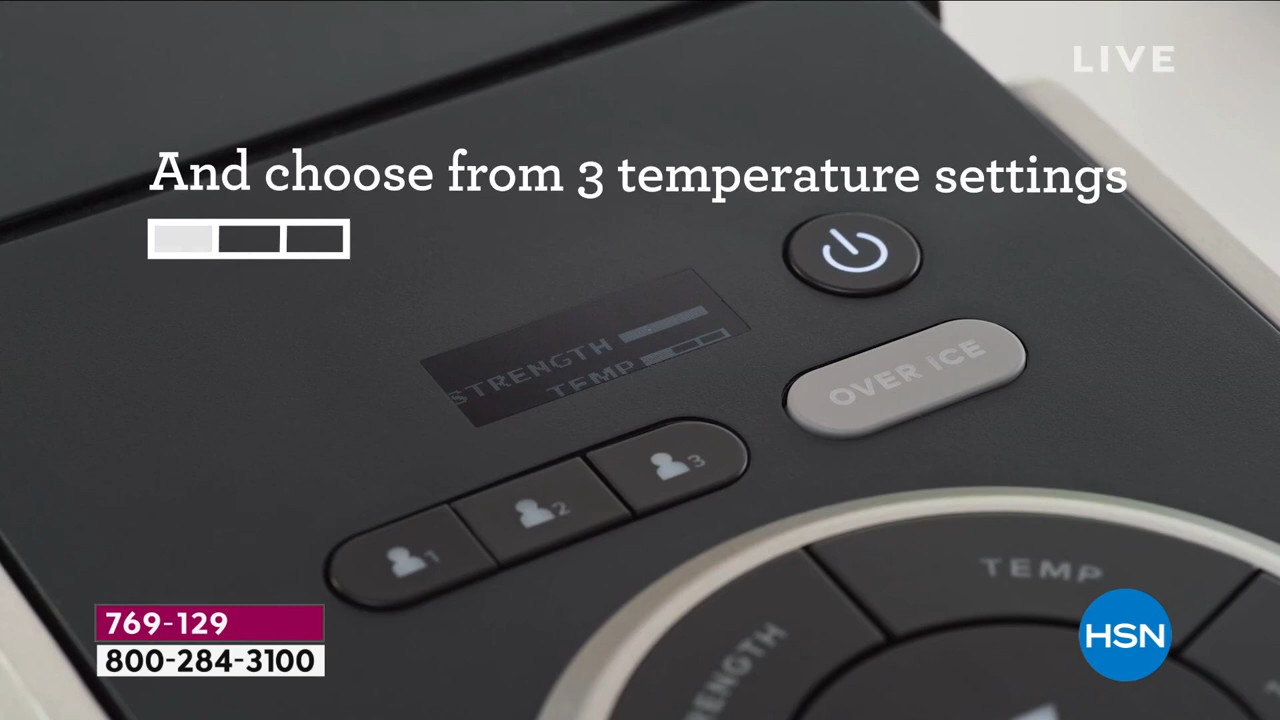 LIVE
And choose from 3 temperature settings
STRENGTH
TEMP
OVER ICE
3
2
1
TEMP
RENGTH
769-129
800-284-3100
HSN